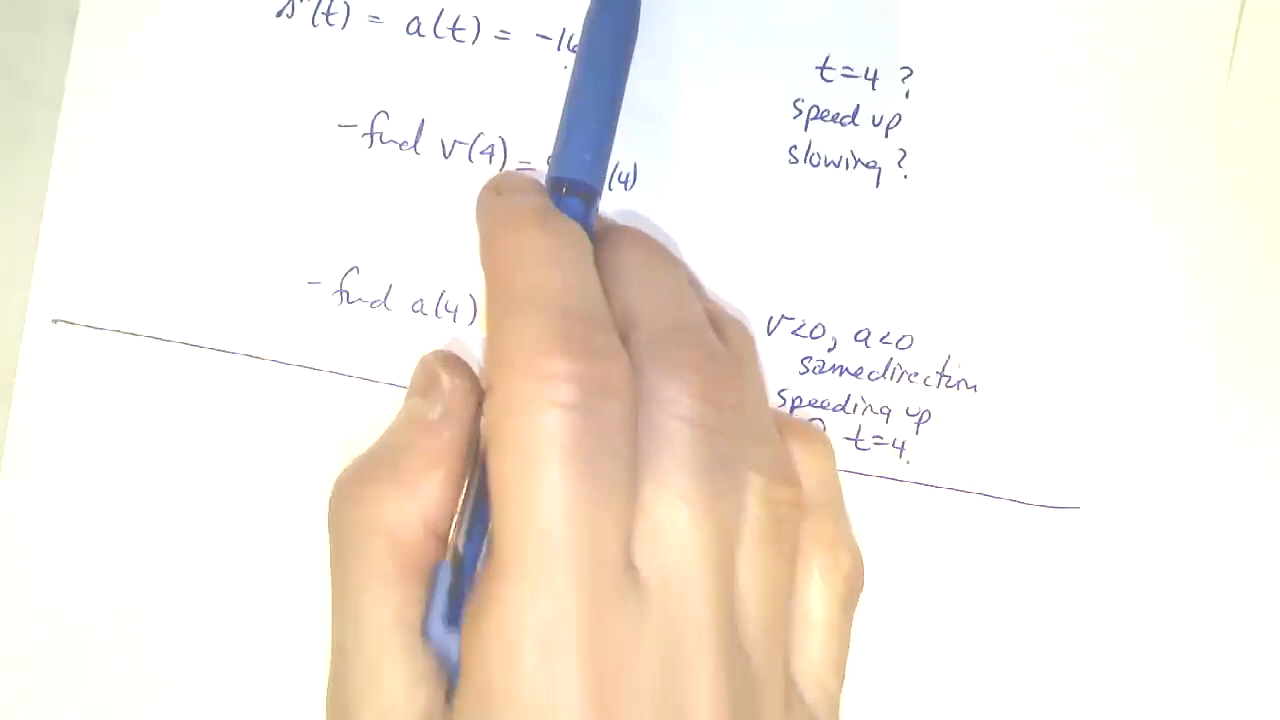 s''(t) = a(t) = -16
t=4 ?
speed up
slowing ?
- find v(4) = (4)
- find a(4)
v<0, a<0
same direction
speeding up
@ t=4.